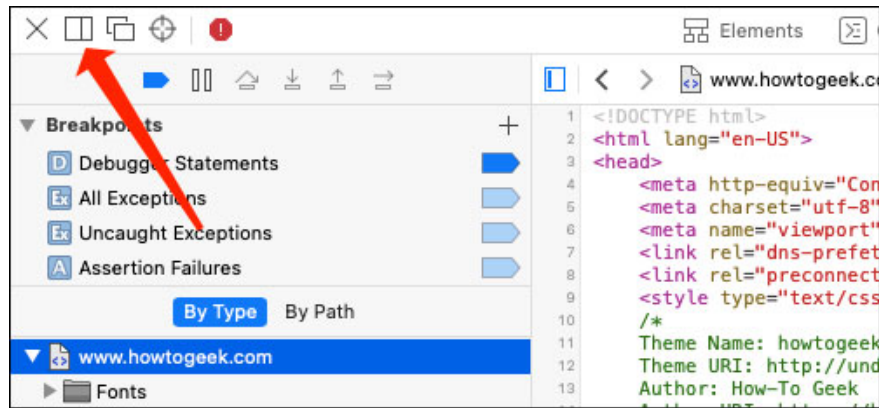 Elements
www.howtogeek.c
Breakpoints
D Debugger Statements
Ex All Exceptions
Ex Uncaught Exceptions
A Assertion Failures
By Type By Path
www.howtogeek.com
Fonts
1 <!DOCTYPE html>
2 <html lang="en-US">
3 <head>
4 <meta http-equiv="Con
5 <meta charset="utf-8"
6 <meta name="viewport"
7 <link rel="dns-prefet
8 <link rel="preconnect
9 <style type="text/css
10 /*
11 Theme Name: howtogeek
12 Theme URI: http://und
13 Author: How-To Geek